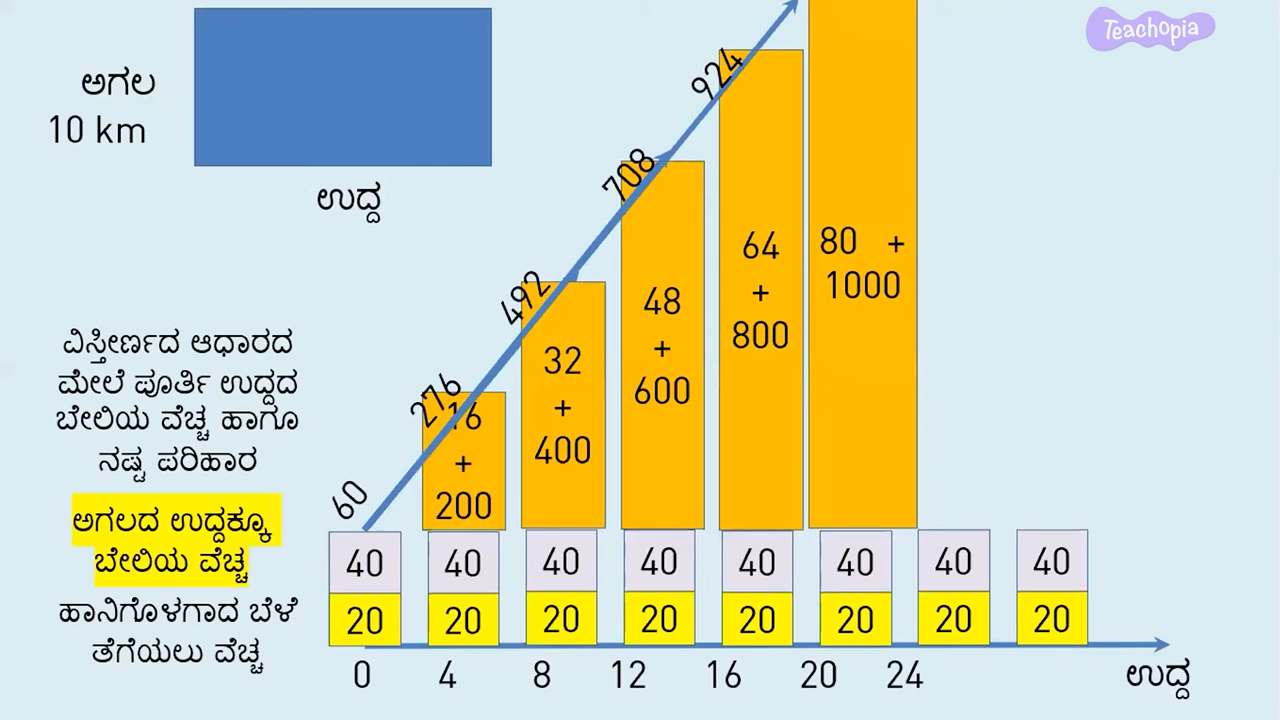 Teachopia
ಅಗಲ
10 km
ಉದ್ದ
924
708
492
276
60
80 +
1000
64
+
800
48
+
600
32
+
400
16
+
200
ವಿಸ್ತೀರ್ಣದ ಆಧಾರದ
ಮೇಲೆ ಪೂರ್ತಿ ಉದ್ದದ
ಬೇಲಿಯ ವೆಚ್ಚ ಹಾಗೂ
ನಷ್ಟ ಪರಿಹಾರ
ಅಗಲದ ಉದ್ದಕ್ಕೂ
ಬೇಲಿಯ ವೆಚ್ಚ
ಹಾನಿಗೊಳಗಾದ ಬೆಳೆ
ತೆಗೆಯಲು ವೆಚ್ಚ
40 40 40 40 40 40 40 40
20 20 20 20 20 20 20 20
0 4 8 12 16 20 24 ಉದ್ದ